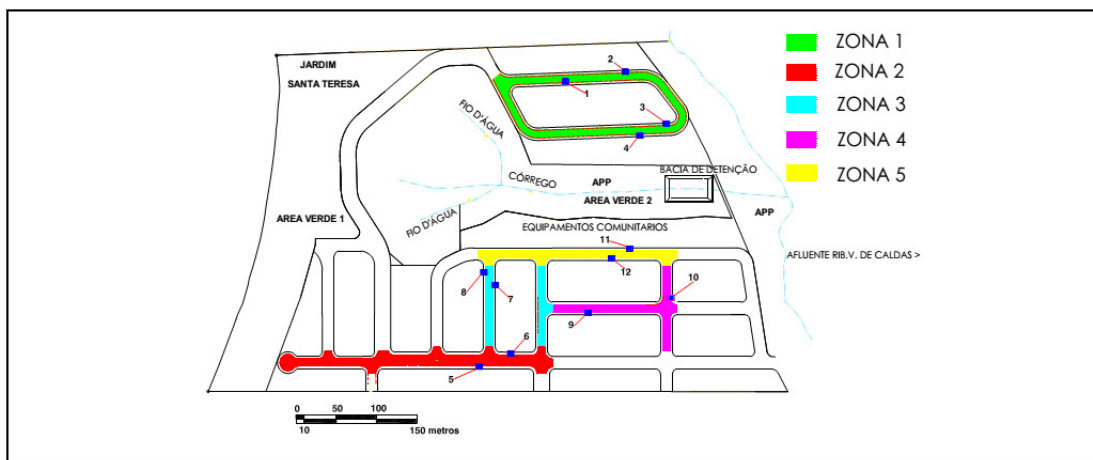 JARDIM
SANTA TERESA
2
1
3
4
FIO D'ÁGUA
CÓRREGO
APP
BACIA DE DETENÇÃO
AREA VERDE 2
AREA VERDE 1
FIO D'ÁGUA
APP
EQUIPAMENTOS COMUNITARIOS
11
12
AFLUENTE RIB.V. DE CALDAS >
8
7
10
9
6
5
0 50 100
10 150 metros
ZONA 1
ZONA 2
ZONA 3
ZONA 4
ZONA 5